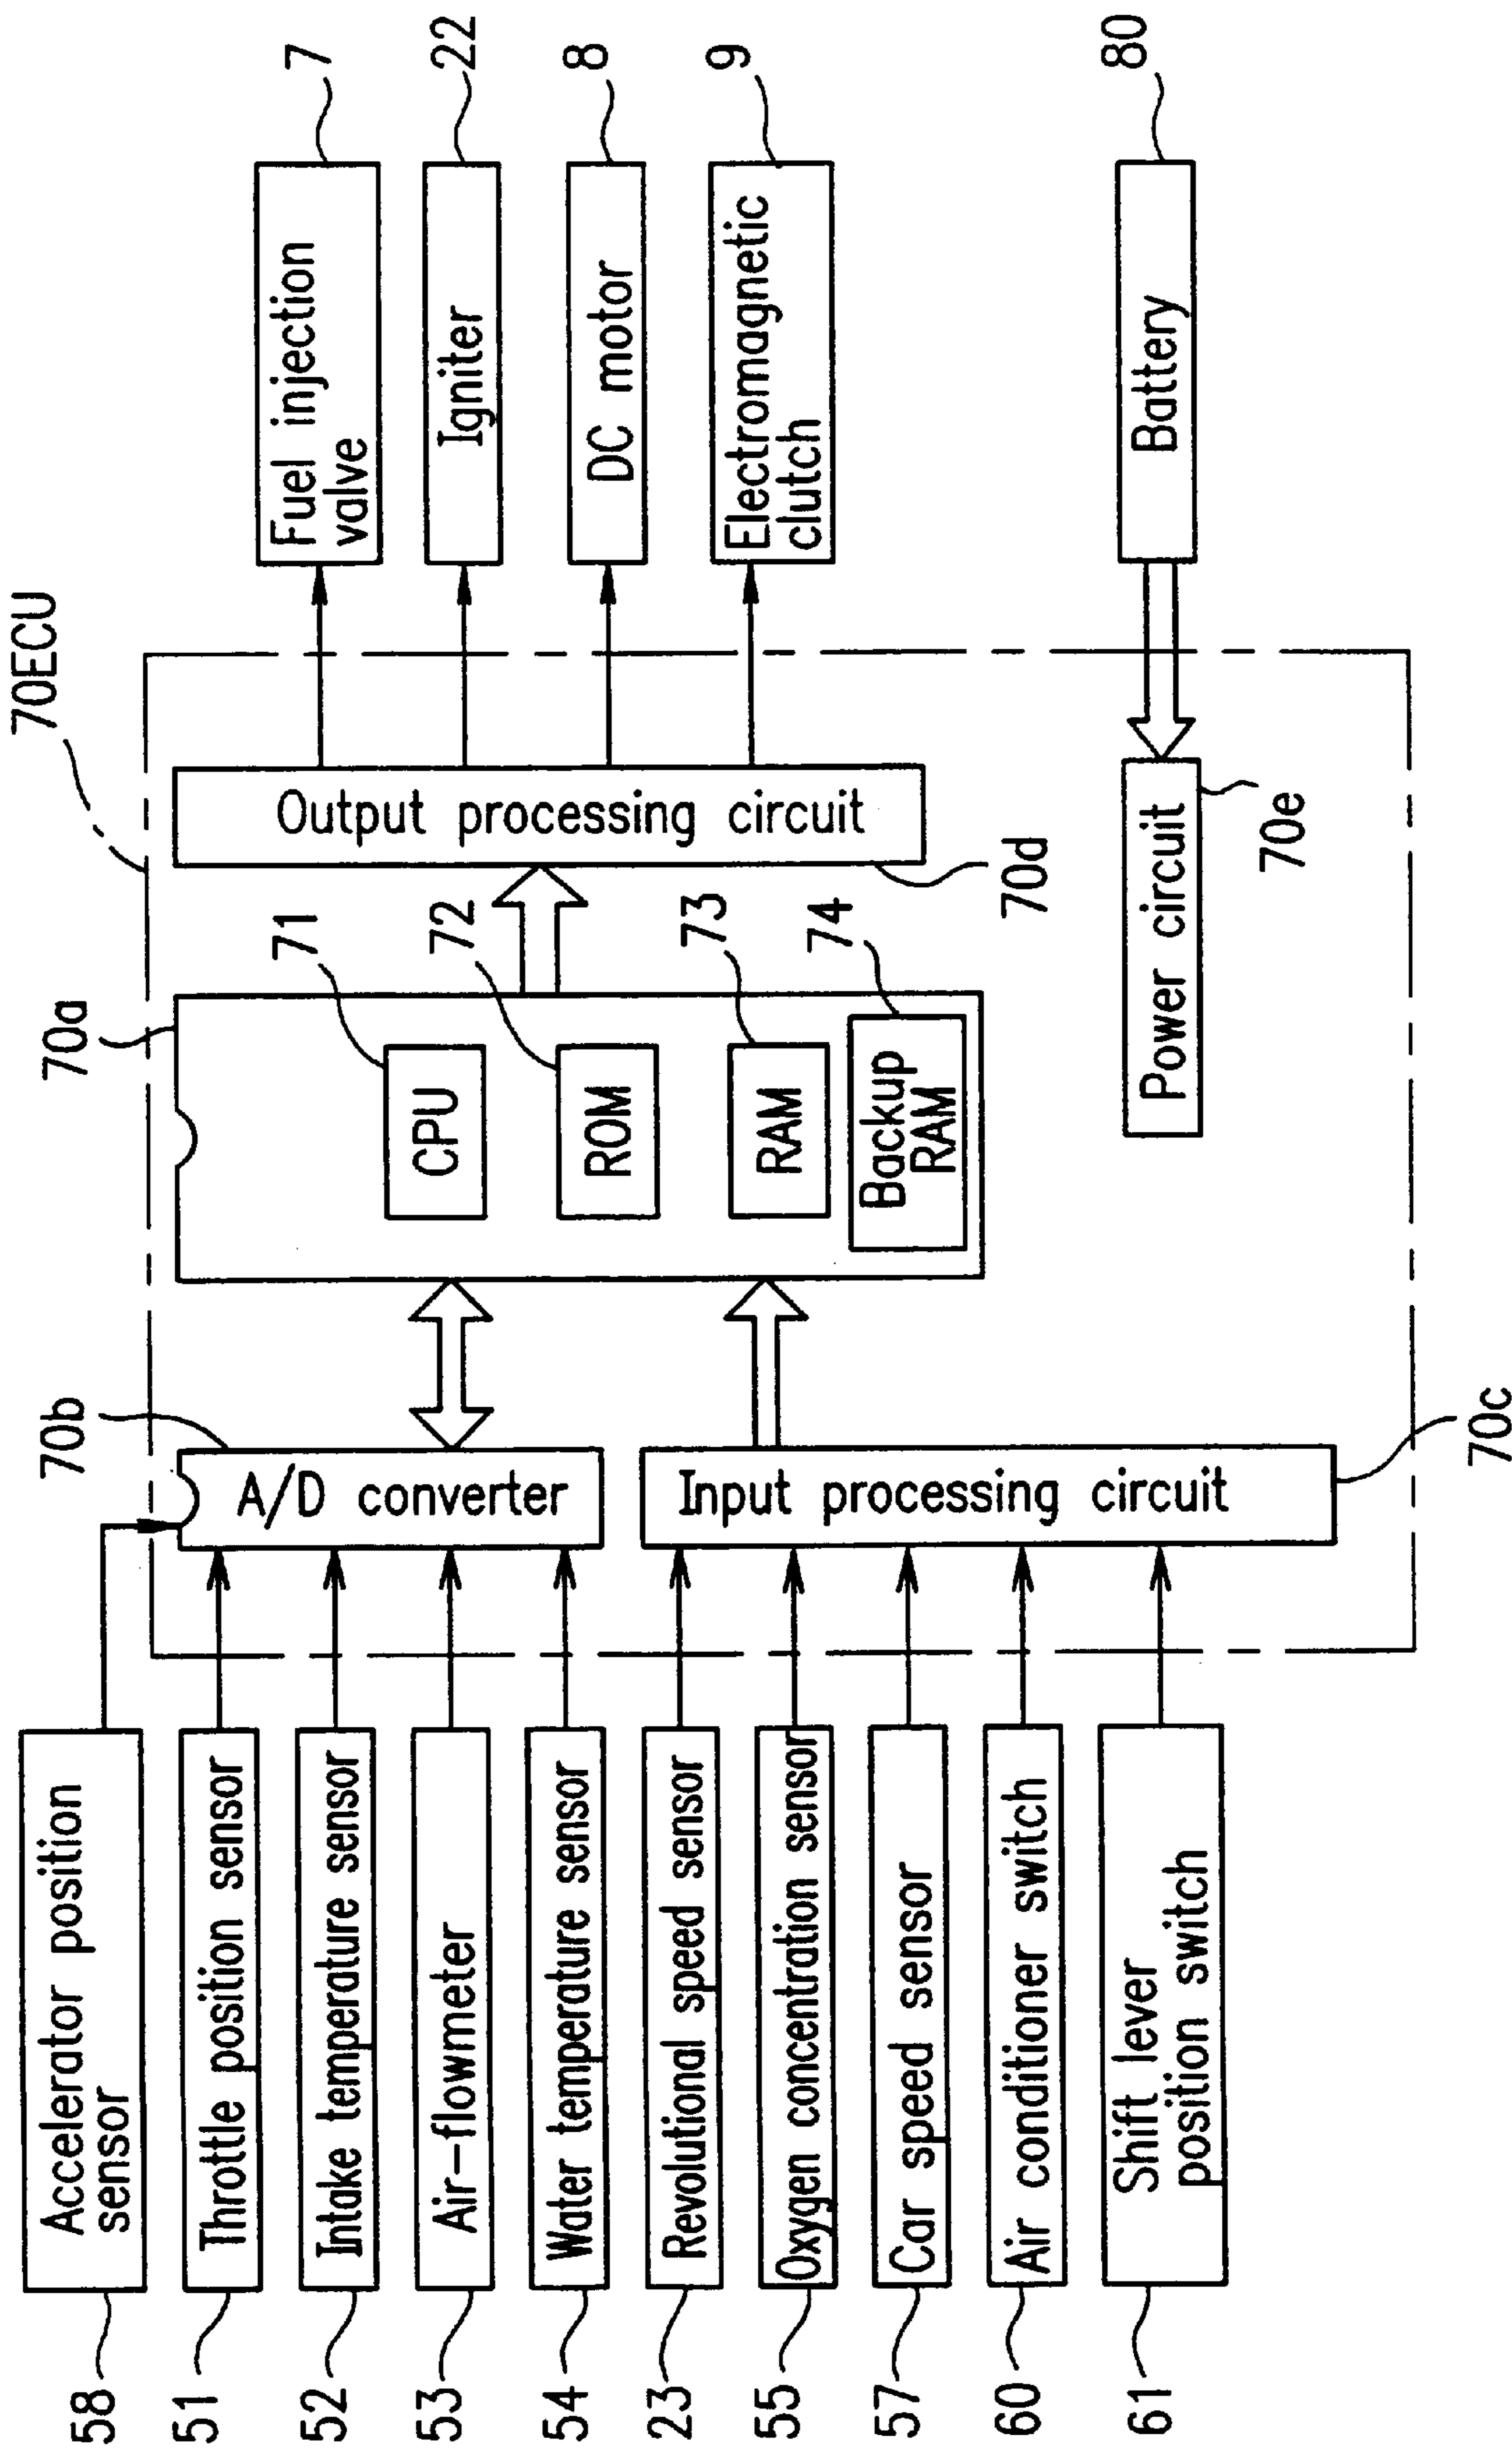 58
Accelerator position
sensor
51
Throttle position sensor
52
Intake temperature sensor
53
Air-flowmeter
54
Water temperature sensor
23
Revolutional speed sensor
55
Oxygen concentration sensor
57
Car speed sensor
60
Air conditioner switch
61
Shift lever
position switch
70b
A/D converter
Input processing circuit
70c
70a
71
CPU
72
ROM
73
RAM
74
Backup
RAM
70ECU
Output processing circuit
70d
Power circuit
70e
Fuel injection
valve
7
Igniter
22
DC motor
8
Electromagnetic
clutch
9
Battery
80